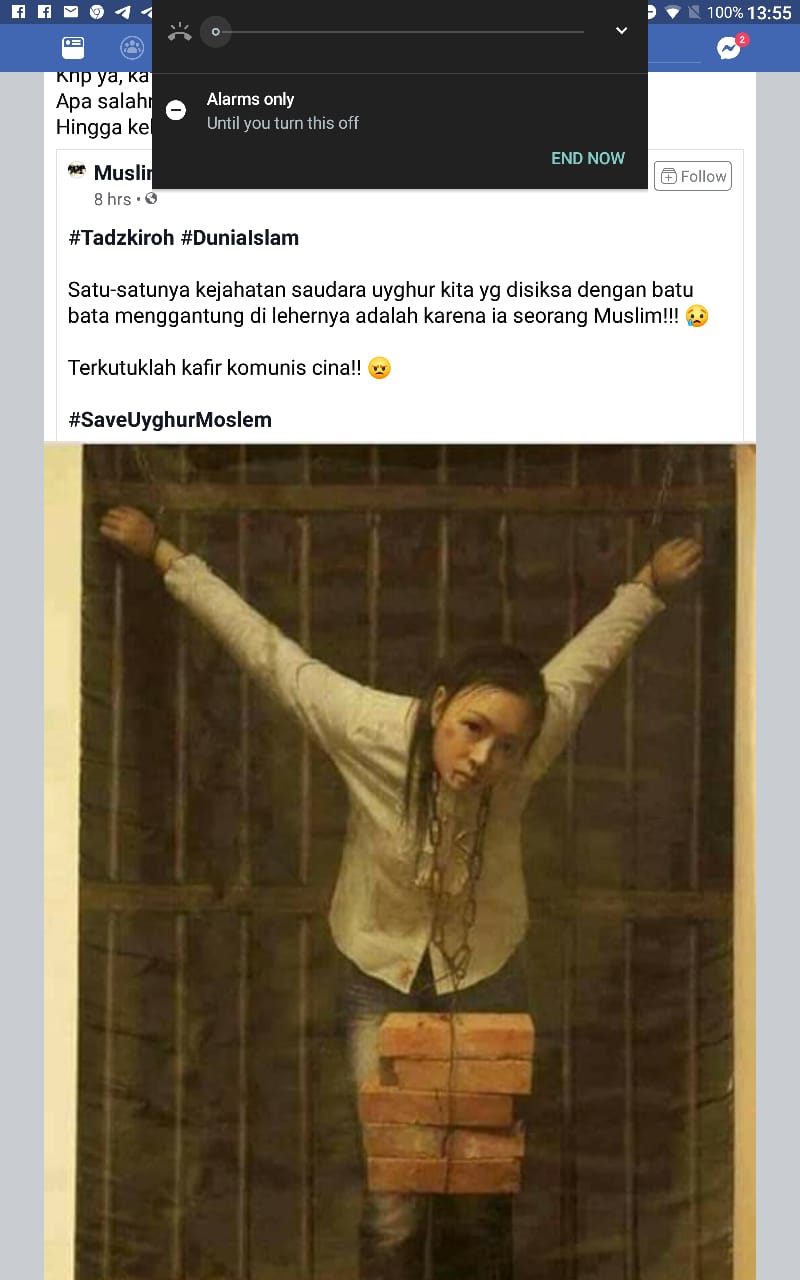 100% 13:55
2
Alarms only
Until you turn this off
END NOW
Knp ya, ka
Apa salahn
Hingga kel
Muslim
Follow
8 hrs •
#Tadzkiroh #DuniaIslam
Satu-satunya kejahatan saudara uyghur kita yg disiksa dengan batu
bata menggantung di lehernya adalah karena ia seorang Muslim!!! 😥
Terkutuklah kafir komunis cina!! 😠
#SaveUyghurMoslem